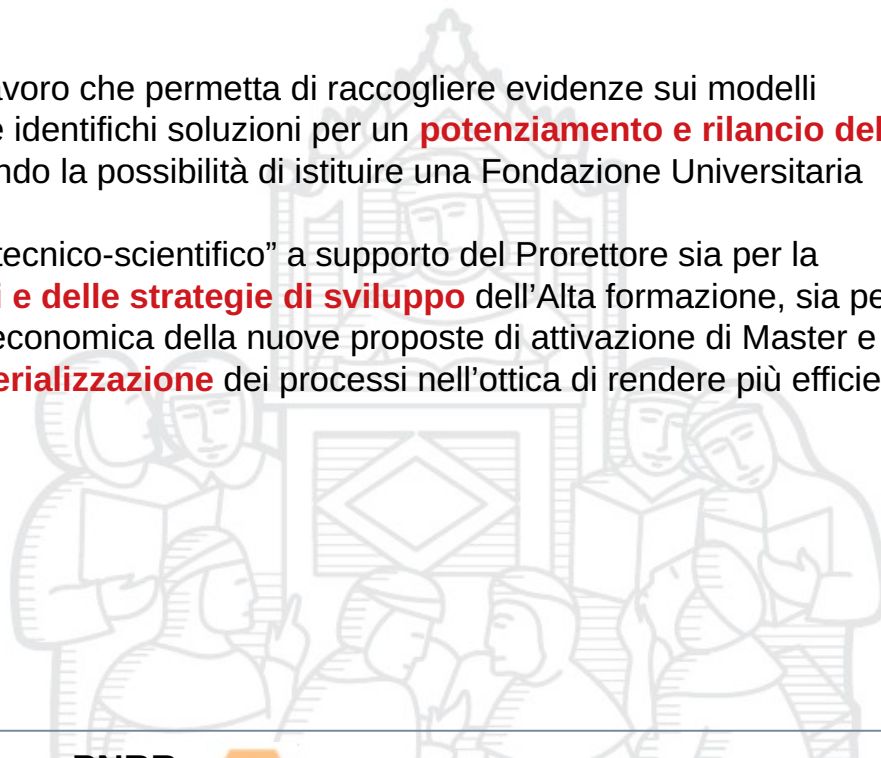 avoro che permetta di raccogliere evidenze sui modelli
e identifichi soluzioni per un potenziamento e rilancio del
ndo la possibilità di istituire una Fondazione Universitaria
tecnico-scientifico” a supporto del Prorettore sia per la
i e delle strategie di sviluppo dell’Alta formazione, sia pe
economica della nuove proposte di attivazione di Master e
erializzazione dei processi nell’ottica di rendere più efficie